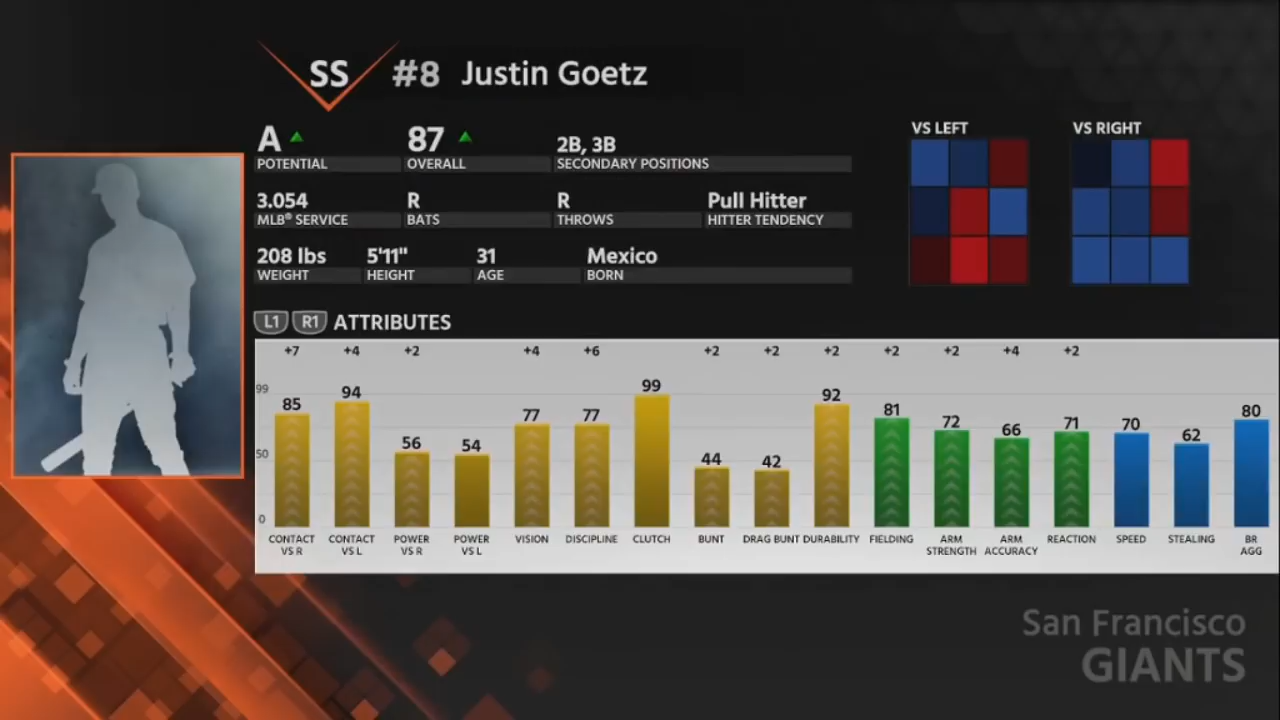 SS #8 Justin Goetz
A 87 2B, 3B
POTENTIAL OVERALL SECONDARY POSITIONS
3.054 R R Pull Hitter
MLB® SERVICE BATS THROWS HITTER TENDENCY
208 lbs 5'11" 31 Mexico
WEIGHT HEIGHT AGE BORN
VS LEFT VS RIGHT
L1 R1 ATTRIBUTES
+7 +4 +2 +4 +6 +2 +2 +2 +2 +2 +4 +2
99
50
0
85 94 56 54 77 77 99 44 42 92 81 72 66 71 70 62 80
CONTACT CONTACT POWER POWER VISION DISCIPLINE CLUTCH BUNT DRAG BUNT DURABILITY FIELDING ARM ARM REACTION SPEED STEALING BR
VS R VS L VS R VS L STRENGTH ACCURACY AGG
San Francisco
GIANTS